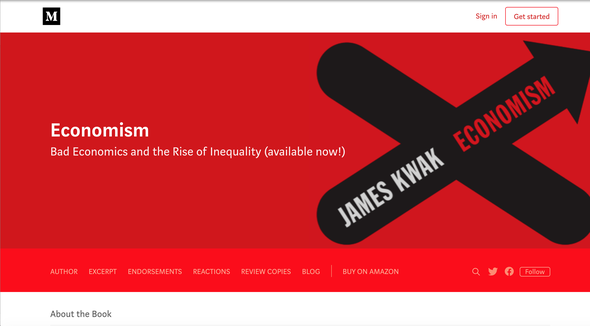 M
Sign in
Get started
Economism
Bad Economics and the Rise of Inequality (available now!)
JAMES KWAK ECONOMISM
AUTHOR EXCERPT ENDORSEMENTS REACTIONS REVIEW COPIES BLOG BUY ON AMAZON Follow
About the Book